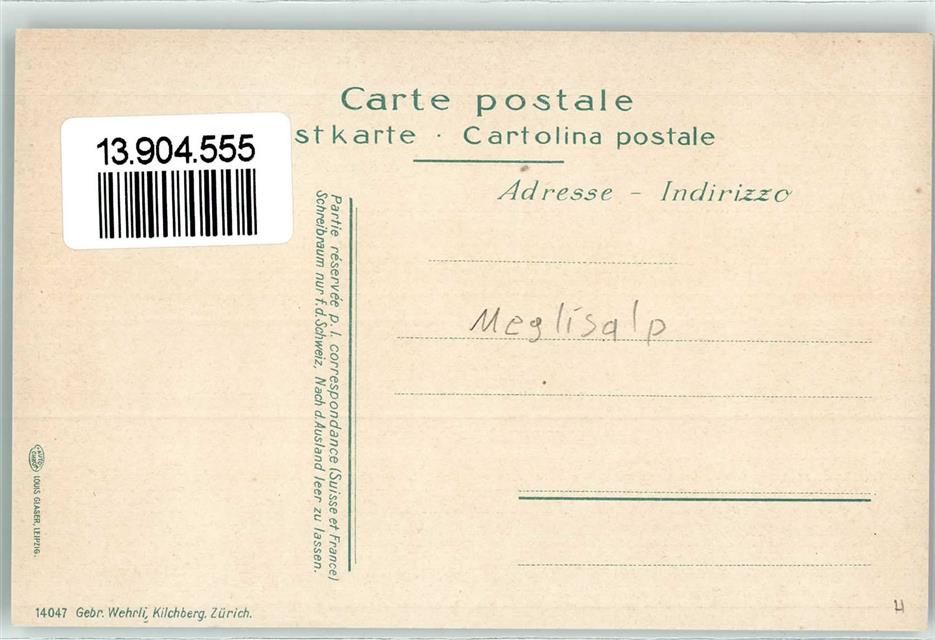 Carte postale
stkarte · Cartolina postale
13.904.555
Adresse – Indirizzo
Partie réservée p. l. correspondance (Suisse et France)
Schreibraum nur f. d. Schweiz, Nach d. Ausland leer zu lassen.
Meglisalp
LOUIS GLASER, LEIPZIG.
14047 Gebr. Wehrli, Kilchberg, Zürich.
H